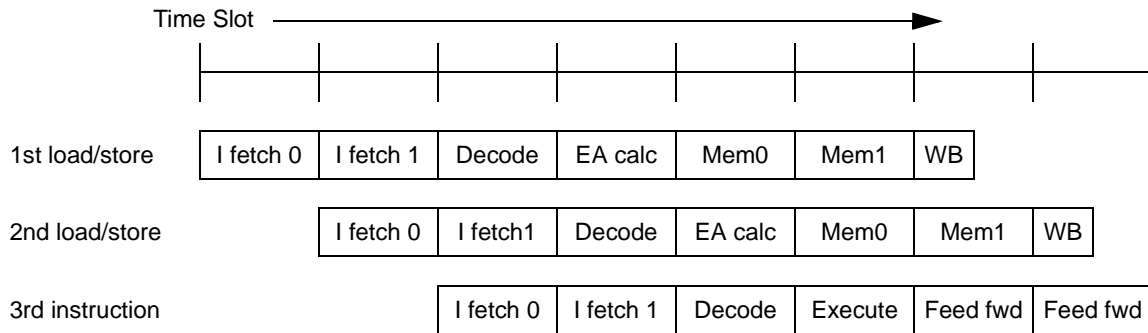 Time Slot
1st load/store I fetch 0 I fetch 1 Decode EA calc Mem0 Mem1 WB
2nd load/store I fetch 0 I fetch1 Decode EA calc Mem0 Mem1 WB
3rd instruction I fetch 0 I fetch 1 Decode Execute Feed fwd Feed fwd